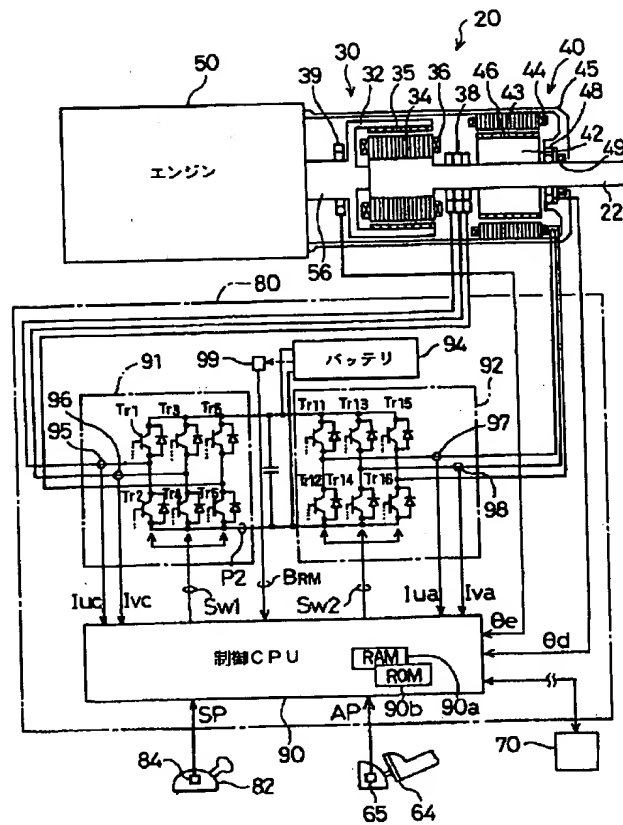 20
30
40
50
39
32
35
34
36
38
46
43
44
45
48
42
49
エンジン
22
56
80
99
バッテリ
94
91
92
96
95
Tr1
Tr3
Tr5
Tr11
Tr13
Tr15
97
Tr2
Tr4
Tr6
Tr12
Tr14
Tr16
98
P2
BRM
Iuc
Ivc
SW1
SW2
Iua
Iva
θe
θd
制御CPU
RAM
ROM
90b
90a
SP
90
AP
70
84
82
65
64